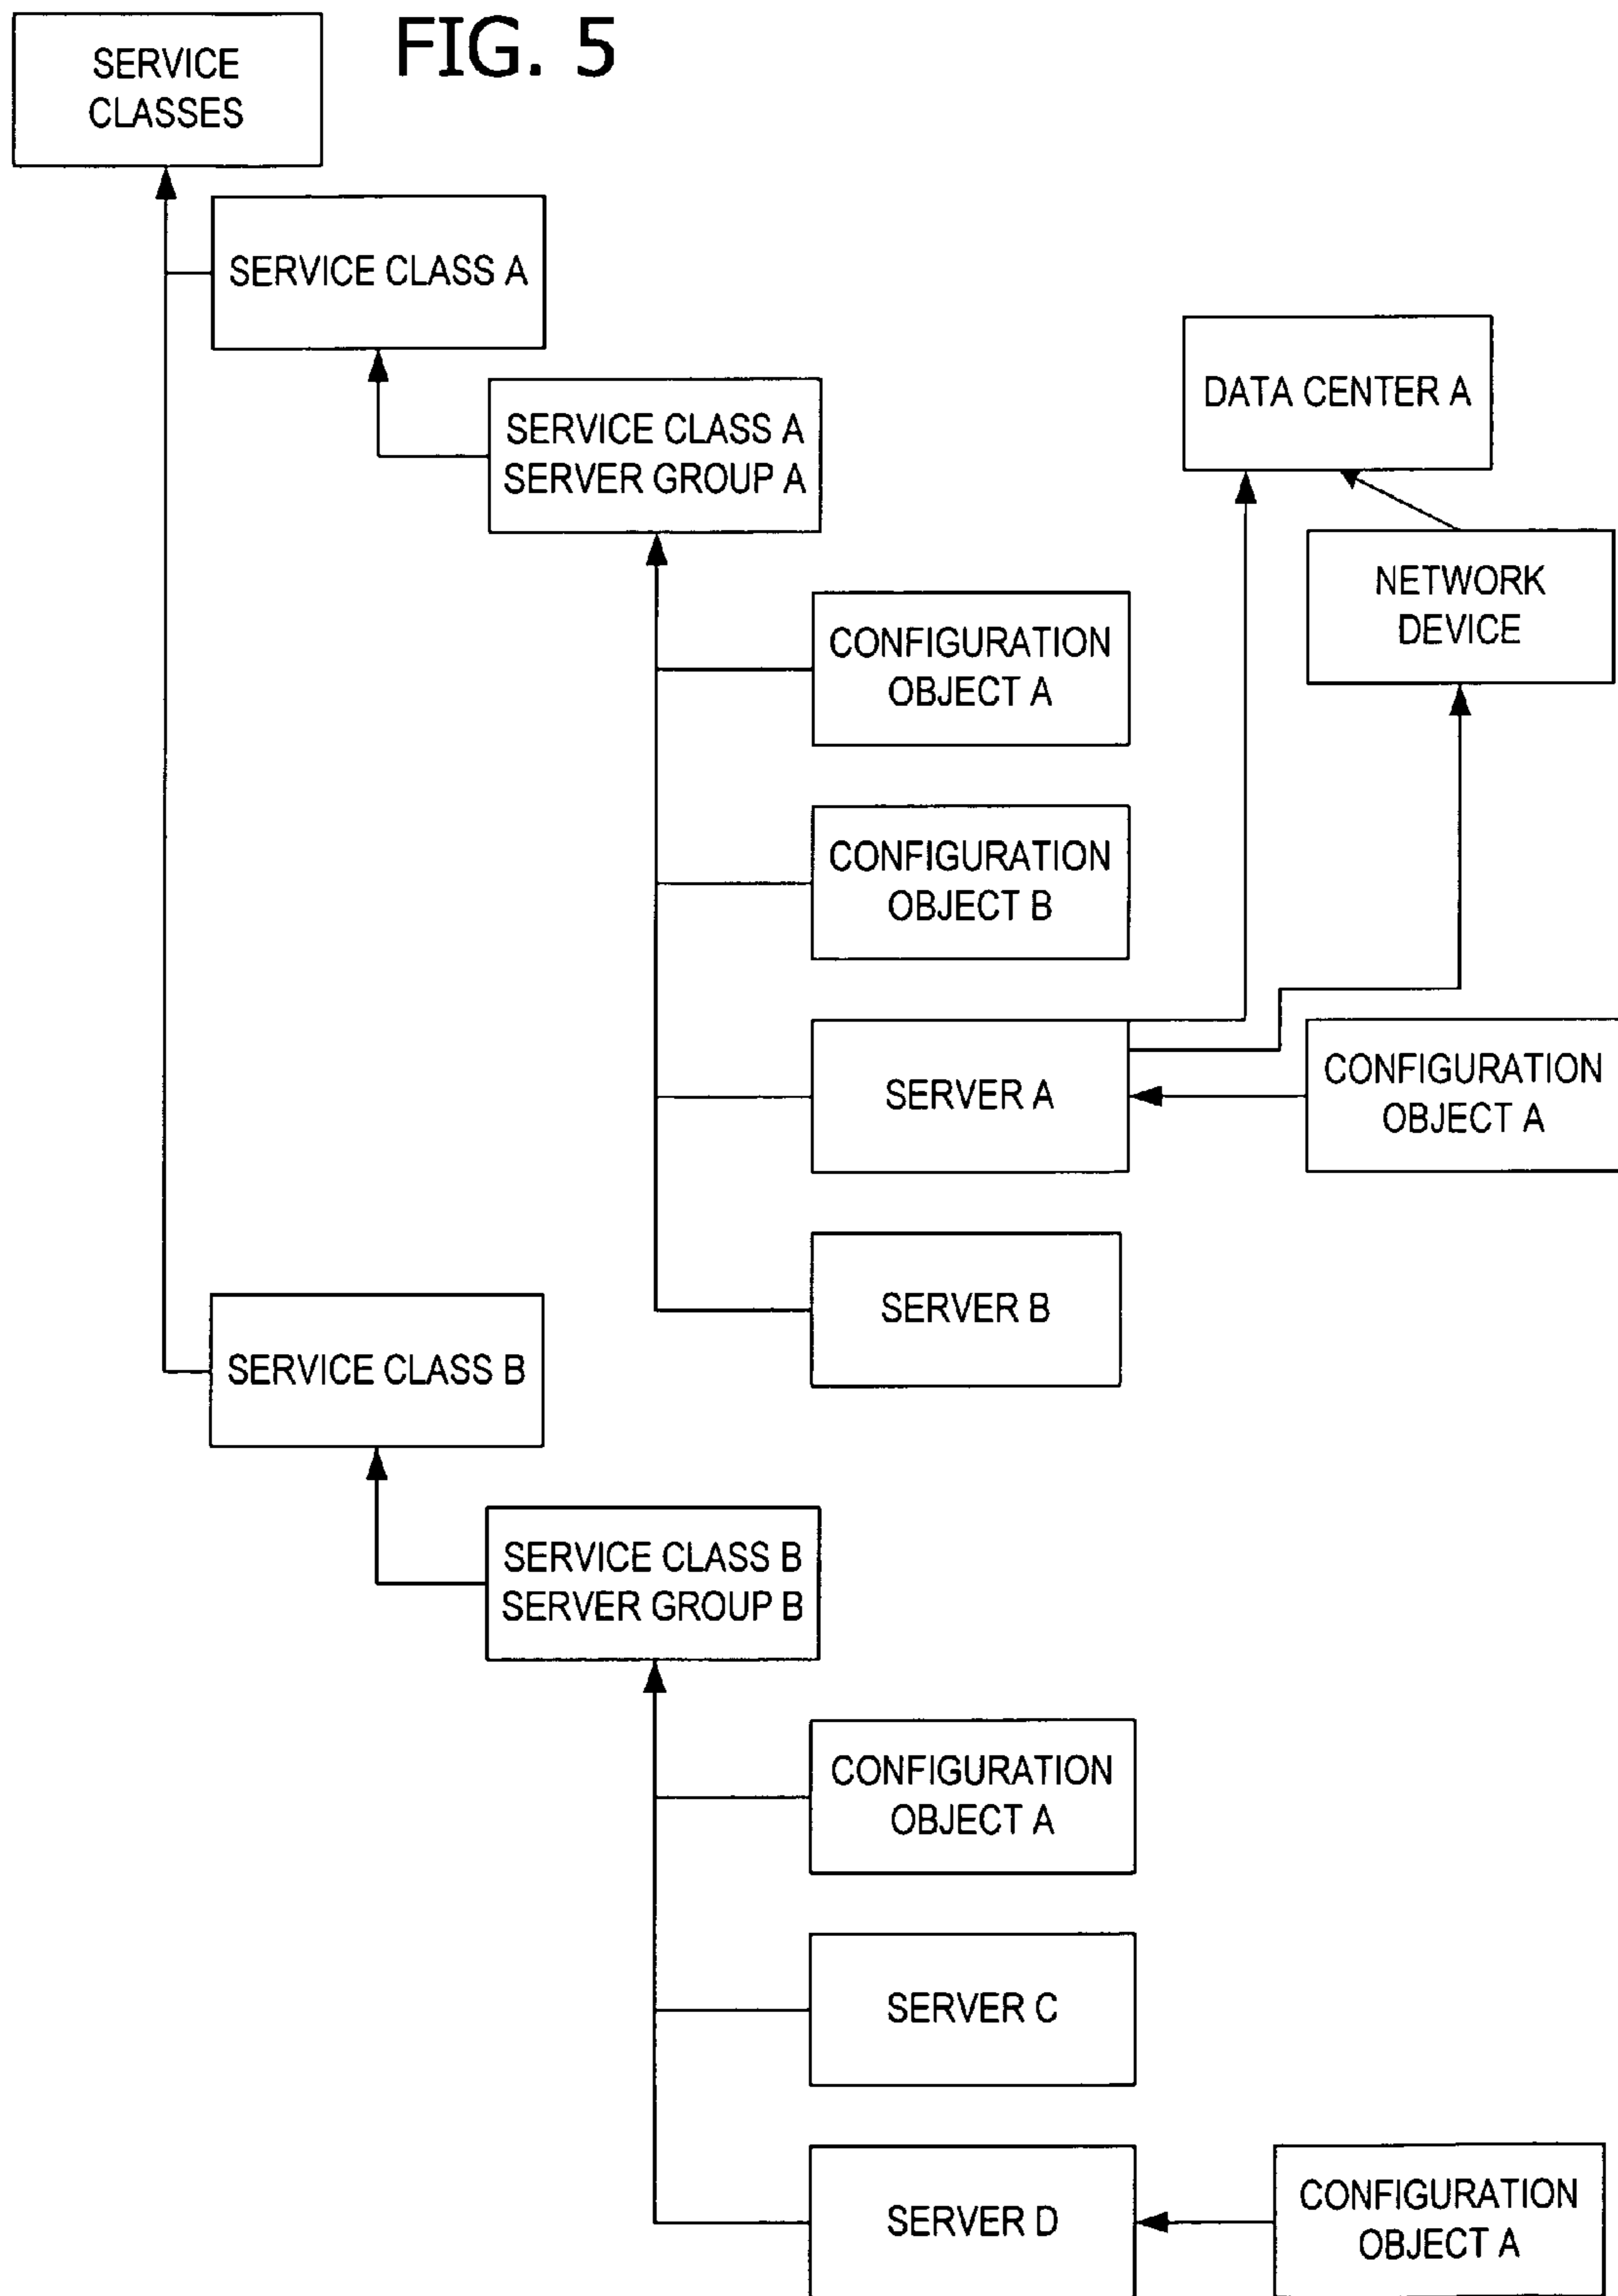 FIG. 5
SERVICE
CLASSES
SERVICE CLASS A
SERVICE CLASS A
SERVER GROUP A
DATA CENTER A
NETWORK
DEVICE
CONFIGURATION
OBJECT A
CONFIGURATION
OBJECT B
SERVER A
CONFIGURATION
OBJECT A
SERVER B
SERVICE CLASS B
SERVICE CLASS B
SERVER GROUP B
CONFIGURATION
OBJECT A
SERVER C
SERVER D
CONFIGURATION
OBJECT A